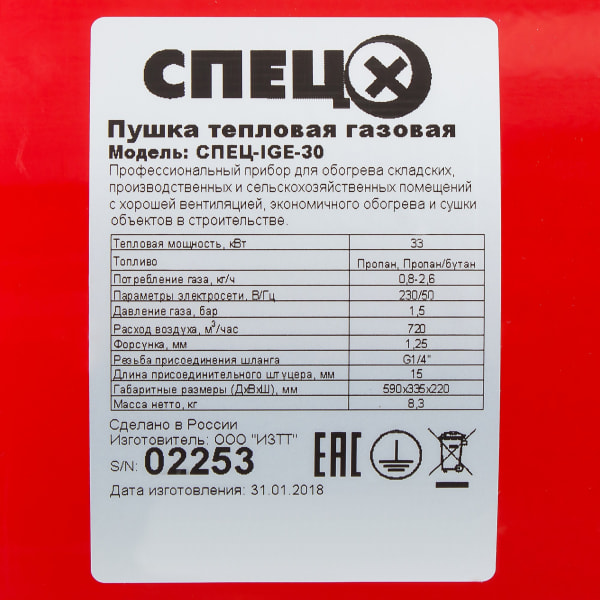 СПЕЦ X
Пушка тепловая газовая
Модель: СПЕЦ-IGE-30
Профессиональный прибор для обогрева складских,
производственных и сельскохозяйственных помещений
с хорошей вентиляцией, экономичного обогрева и сушки
объектов в строительстве.
Тепловая мощность, кВт 33
Топливо Пропан, Пропан/бутан
Потребление газа, кг/ч 0,8-2,6
Параметры электросети, В/Гц 230/50
Давление газа, бар 1,5
Расход воздуха, м³/час 720
Форсунка, мм 1,25
Резьба присоединения шланга G1/4"
Длина присоединительного штуцера, мм 15
Габаритные размеры (ДхВхШ), мм 590х335х220
Масса нетто, кг 8,3
Сделано в России
Изготовитель: ООО "ИЗТТ"
S/N: 02253
EAC
Дата изготовления: 31.01.2018